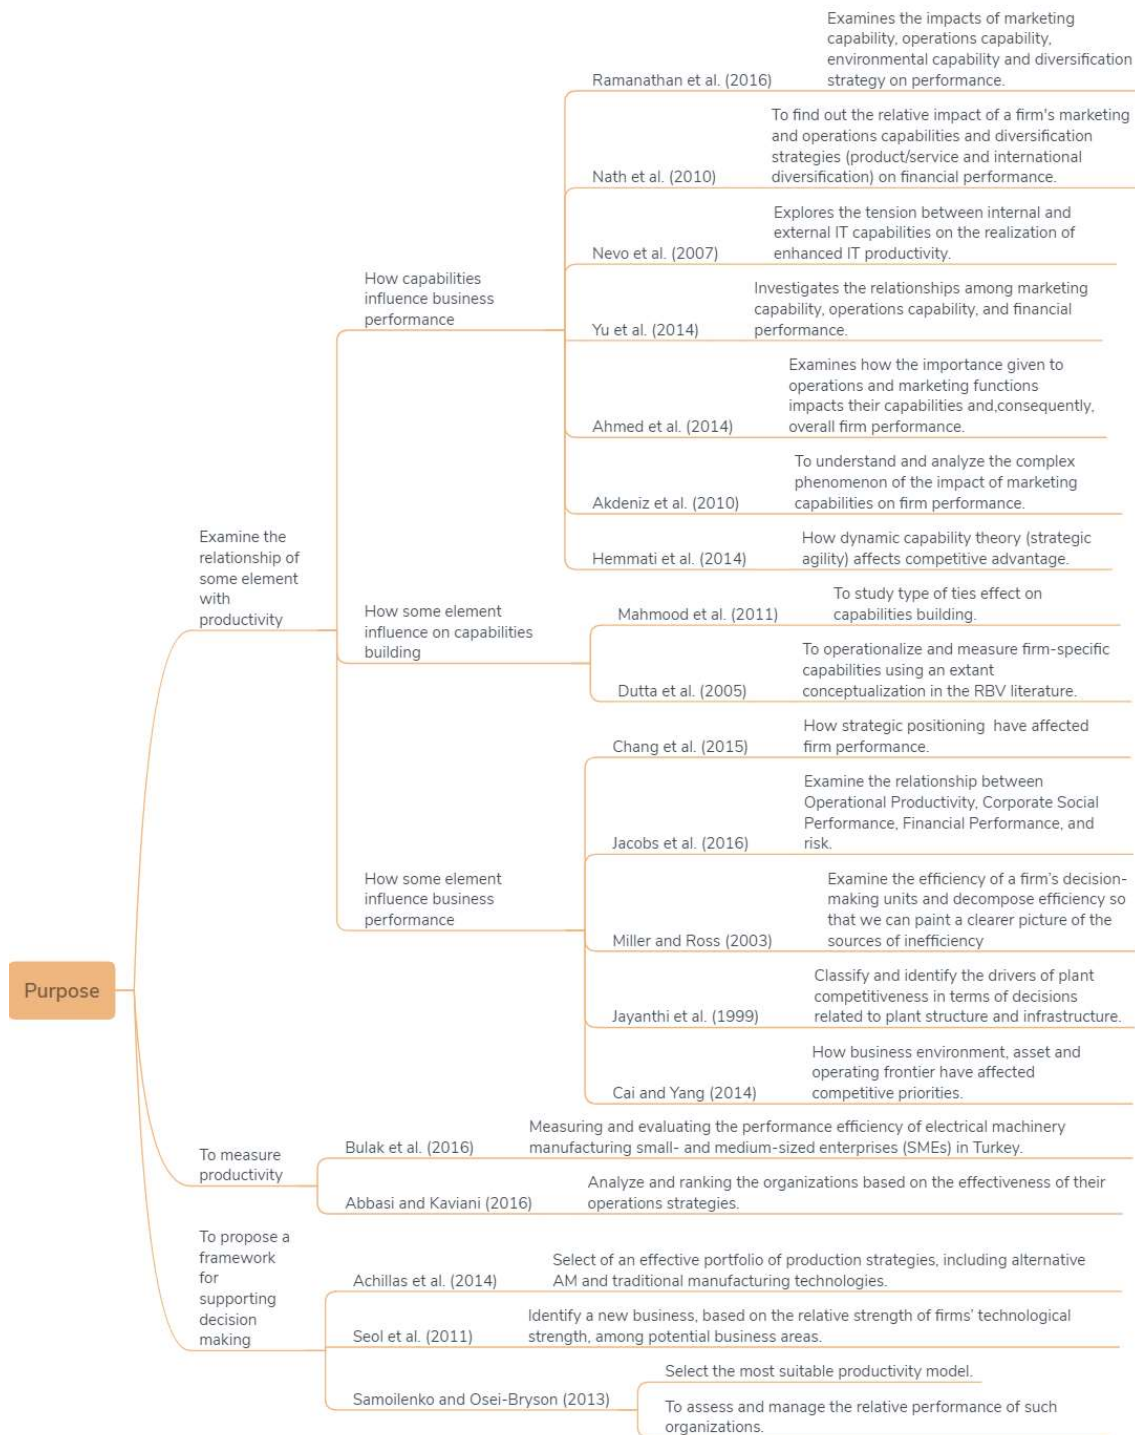 Purpose
Examine the
relationship of
some element
with
productivity
How capabilities
influence business
performance
Ramanathan et al. (2016)
Examines the impacts of marketing
capability, operations capability,
environmental capability and diversification
strategy on performance.
Nath et al. (2010)
To find out the relative impact of a firm's marketing
and operations capabilities and diversification
strategies (product/service and international
diversification) on financial performance.
Nevo et al. (2007)
Explores the tension between internal and
external IT capabilities on the realization of
enhanced IT productivity.
Yu et al. (2014)
Investigates the relationships among marketing
capability, operations capability, and financial
performance.
Ahmed et al. (2014)
Examines how the importance given to
operations and marketing functions
impacts their capabilities and,consequently,
overall firm performance.
Akdeniz et al. (2010)
To understand and analyze the complex
phenomenon of the impact of marketing
capabilities on firm performance.
Hemmati et al. (2014)
How dynamic capability theory (strategic
agility) affects competitive advantage.
How some element
influence on capabilities
building
Mahmood et al. (2011)
To study type of ties effect on
capabilities building.
Dutta et al. (2005)
To operationalize and measure firm-specific
capabilities using an extant
conceptualization in the RBV literature.
How some element
influence business
performance
Chang et al. (2015)
How strategic positioning have affected
firm performance.
Jacobs et al. (2016)
Examine the relationship between
Operational Productivity, Corporate Social
Performance, Financial Performance, and
risk.
Miller and Ross (2003)
Examine the efficiency of a firm's decision-
making units and decompose efficiency so
that we can paint a clearer picture of the
sources of inefficiency
Jayanthi et al. (1999)
Classify and identify the drivers of plant
competitiveness in terms of decisions
related to plant structure and infrastructure.
Cai and Yang (2014)
How business environment, asset and
operating frontier have affected
competitive priorities.
To measure
productivity
Bulak et al. (2016)
Measuring and evaluating the performance efficiency of electrical machinery
manufacturing small- and medium-sized enterprises (SMEs) in Turkey.
Abbasi and Kaviani (2016)
Analyze and ranking the organizations based on the effectiveness of their
operations strategies.
To propose a
framework
for
supporting
decision
making
Achillas et al. (2014)
Select of an effective portfolio of production strategies, including alternative
AM and traditional manufacturing technologies.
Seol et al. (2011)
Identify a new business, based on the relative strength of firms' technological
strength, among potential business areas.
Samoilenko and Osei-Bryson (2013)
Select the most suitable productivity model.
To assess and manage the relative performance of such
organizations.